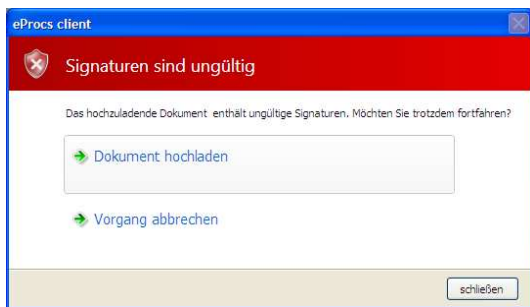 eProcs client
Signaturen sind ungültig
Das hochzuladende Dokument enthält ungültige Signaturen. Möchten Sie trotzdem fortfahren?
Dokument hochladen
Vorgang abbrechen
schließen